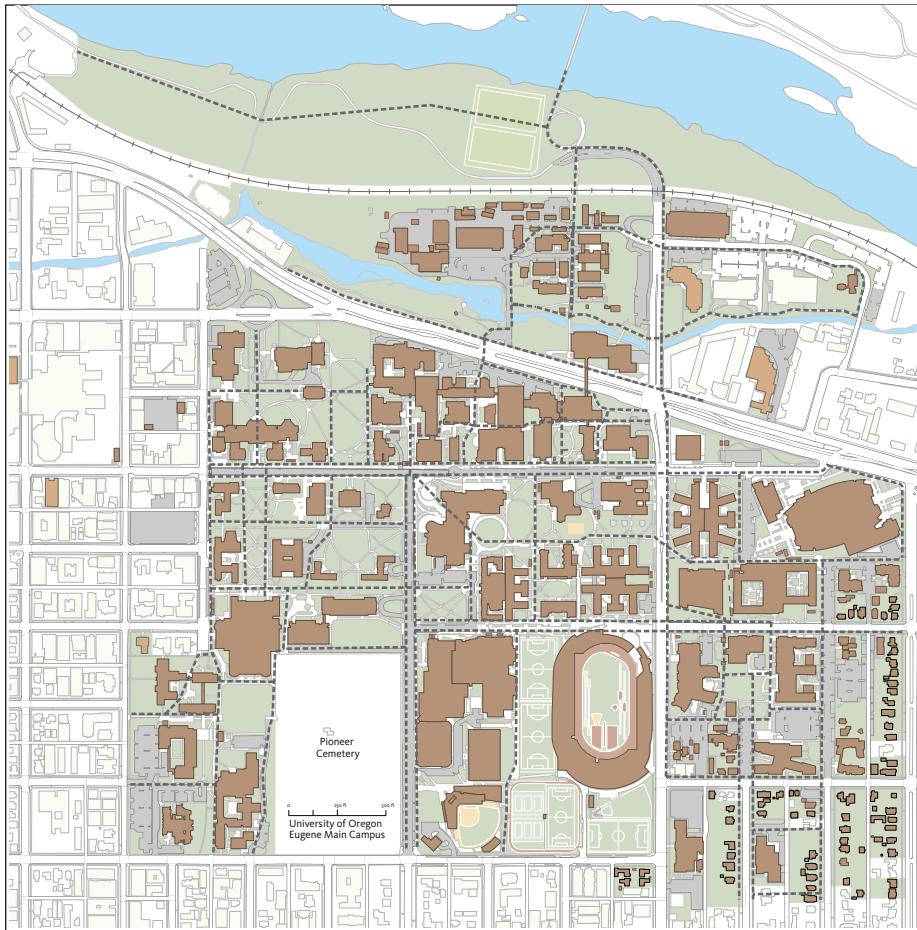 Pioneer
Cemetery
0 250 ft 500 ft
University of Oregon
Eugene Main Campus